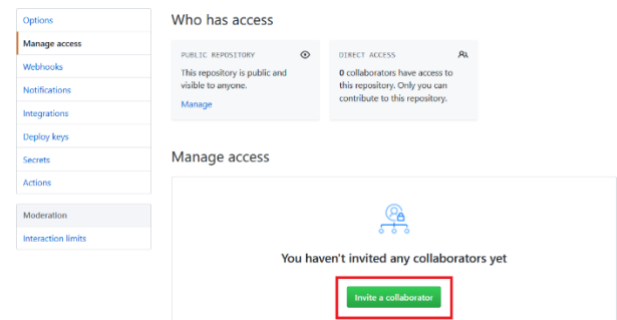 Options
Manage access
Webhooks
Notifications
Integrations
Deploy keys
Secrets
Actions
Moderation
Interaction limits
Who has access
PUBLIC REPOSITORY
This repository is public and
visible to anyone.
Manage
DIRECT ACCESS
0 collaborators have access to
this repository. Only you can
contribute to this repository.
Manage access
You haven't invited any collaborators yet
Invite a collaborator